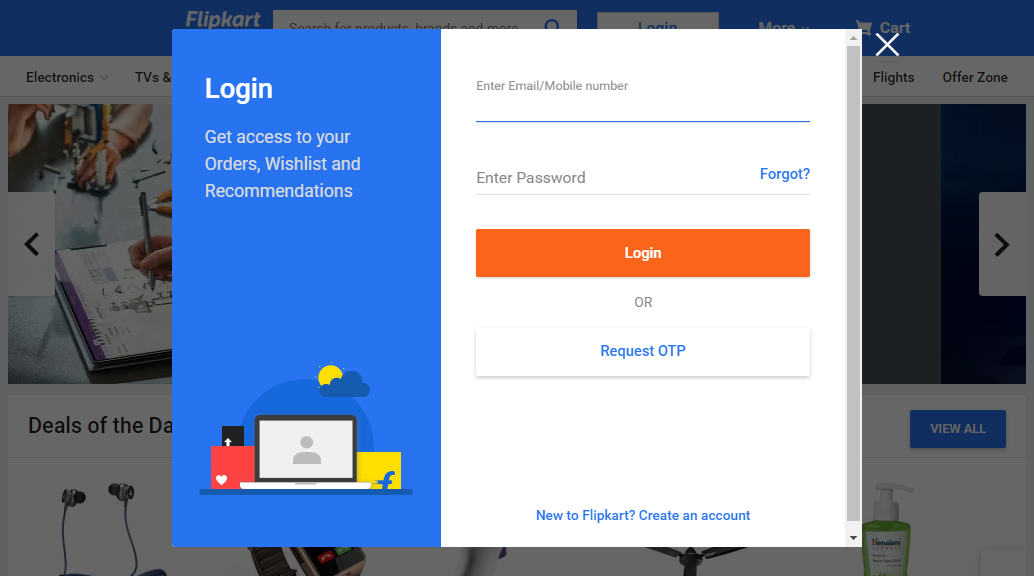 Flipkart
Search for products, brands and more
Login
More
Cart
Electronics
TVs &
Flights
Offer Zone
Login
Get access to your
Orders, Wishlist and
Recommendations
Enter Email/Mobile number
Enter Password
Forgot?
Login
OR
Request OTP
New to Flipkart? Create an account
Deals of the Da
VIEW ALL
Himalaya
HERBALS